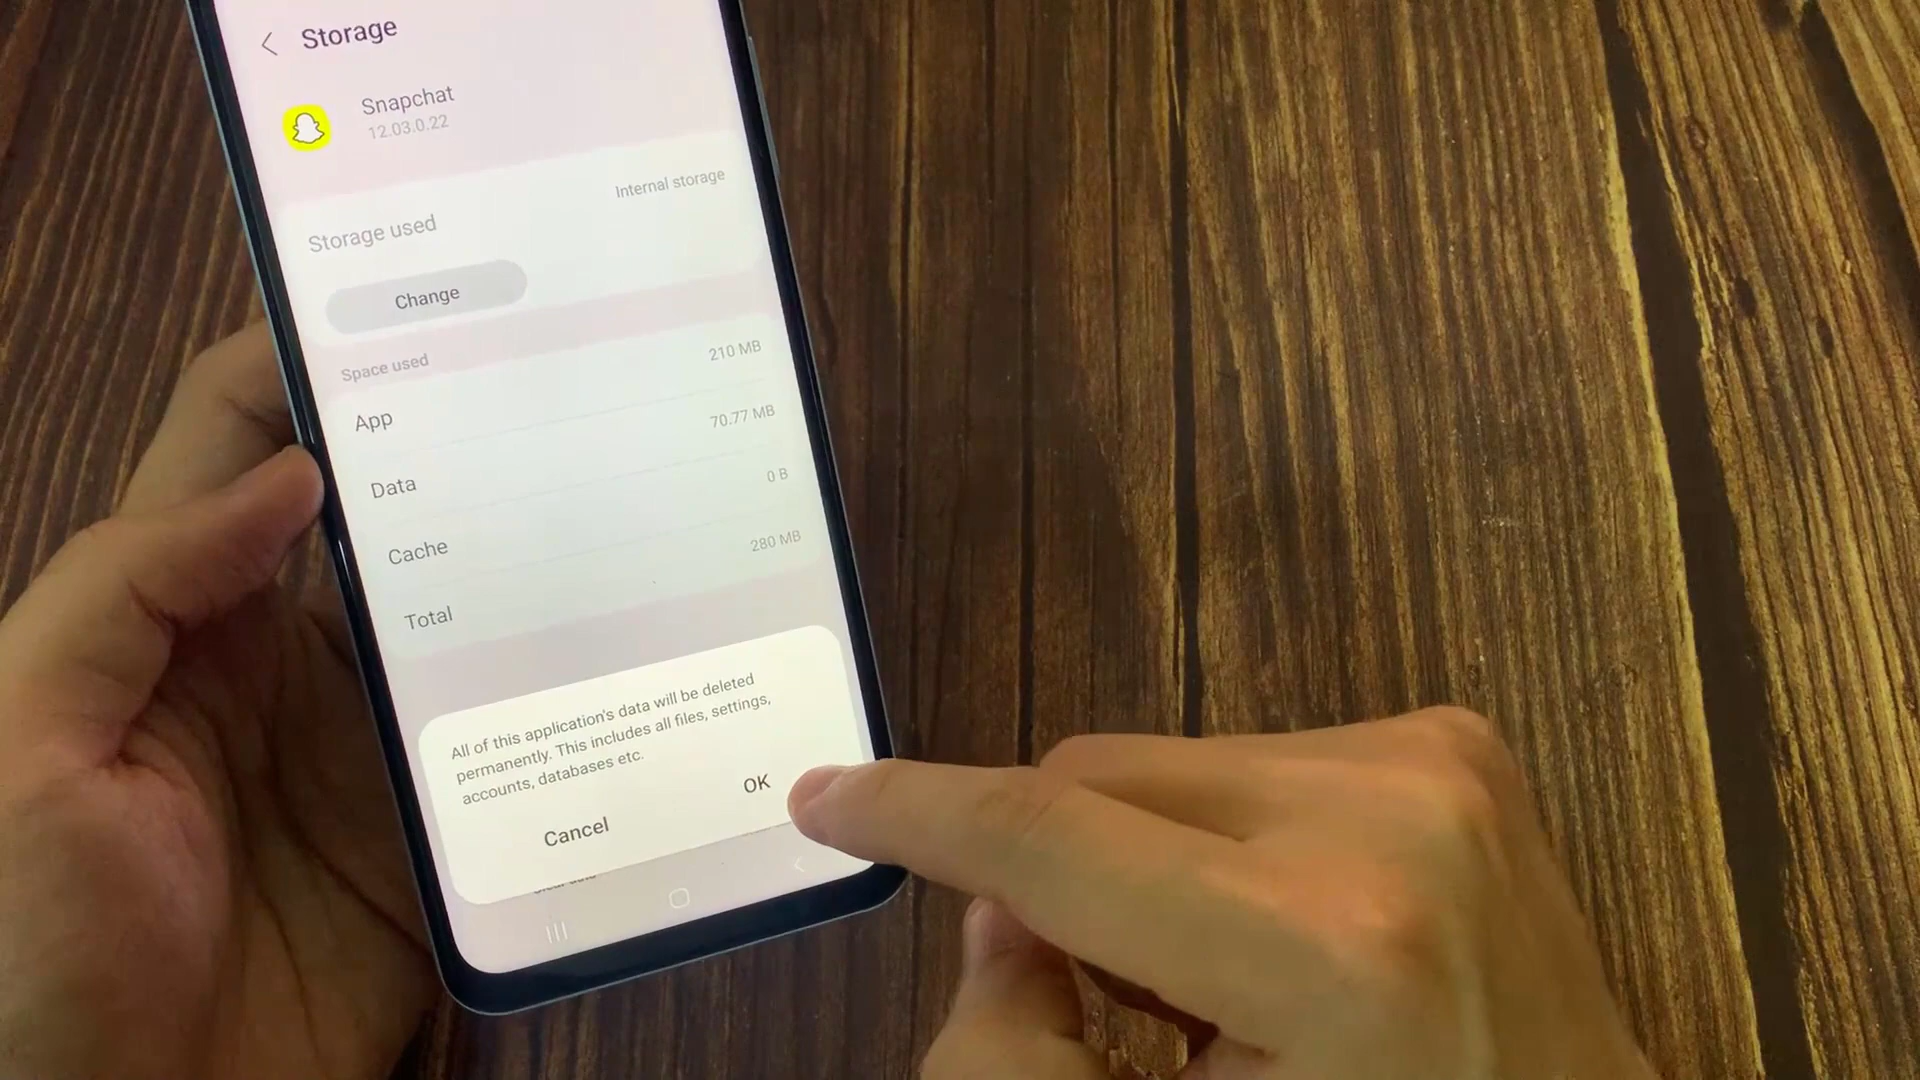 Storage
Snapchat
12.03.0.22
Storage used
Internal storage
Change
Space used
App
210 MB
Data
70.77 MB
Cache
0 B
Total
280 MB
All of this application's data will be deleted
permanently. This includes all files, settings,
accounts, databases etc.
Cancel
OK